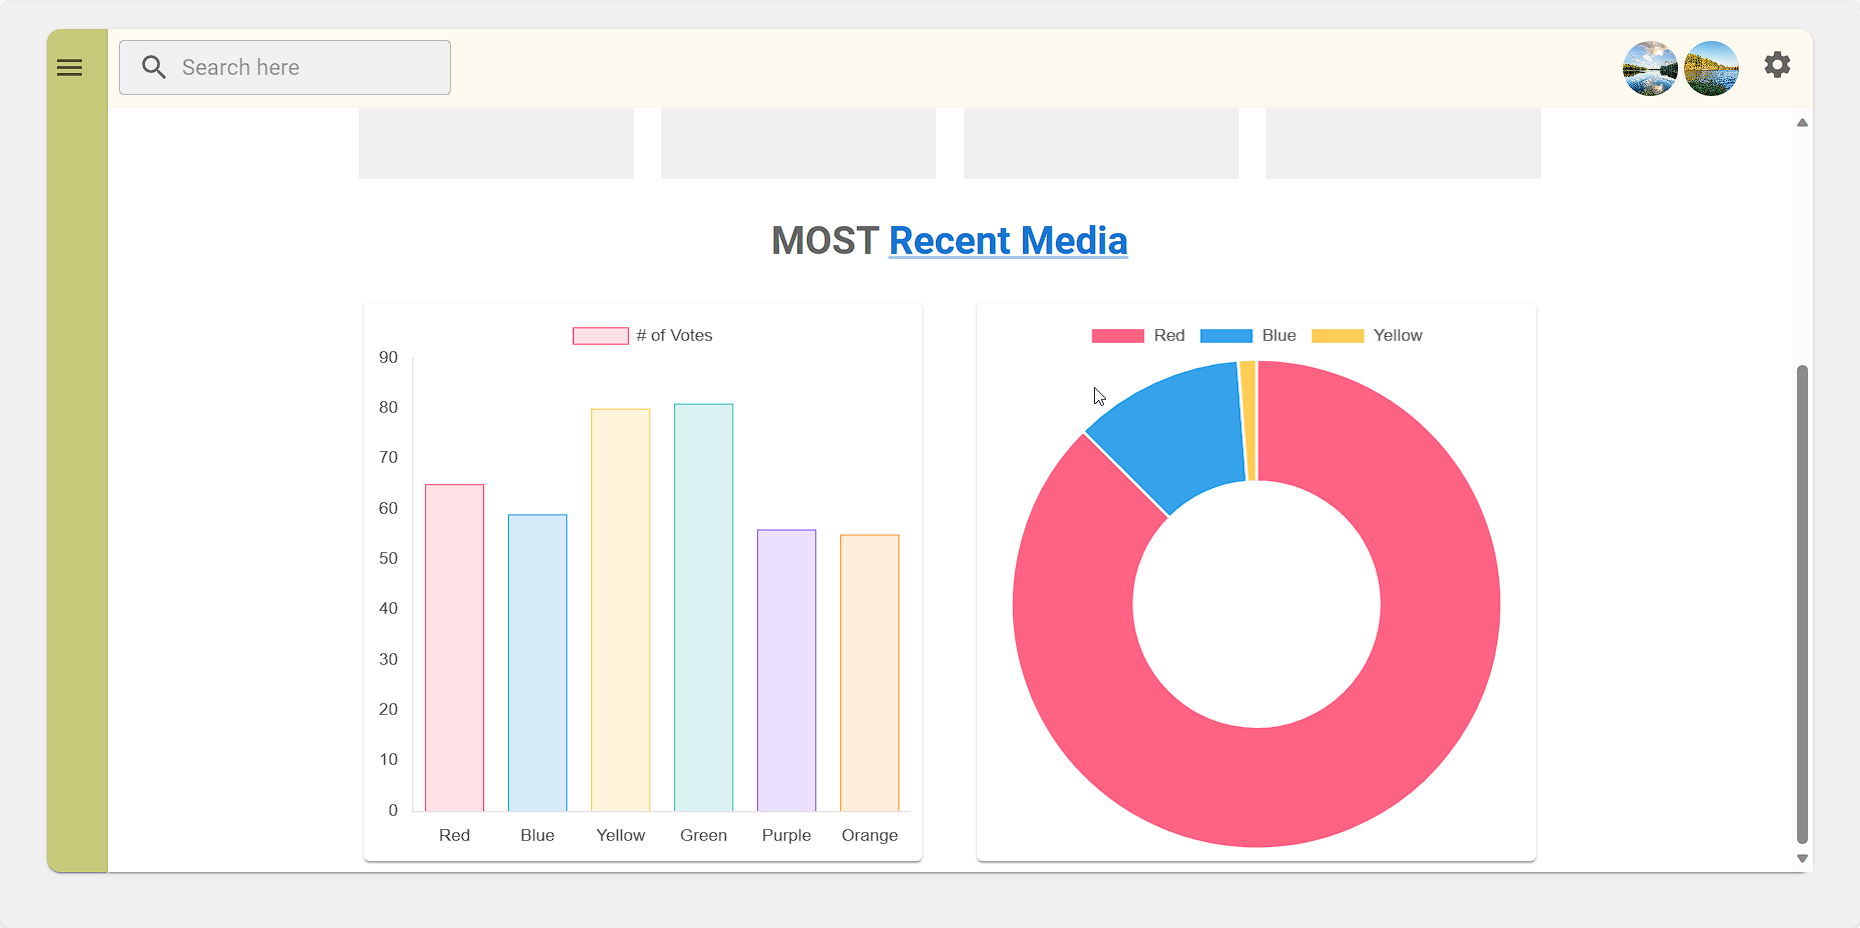 Search here
MOST Recent Media
# of Votes
90
80
70
60
50
40
30
20
10
0
Red Blue Yellow Green Purple Orange
Red Blue Yellow